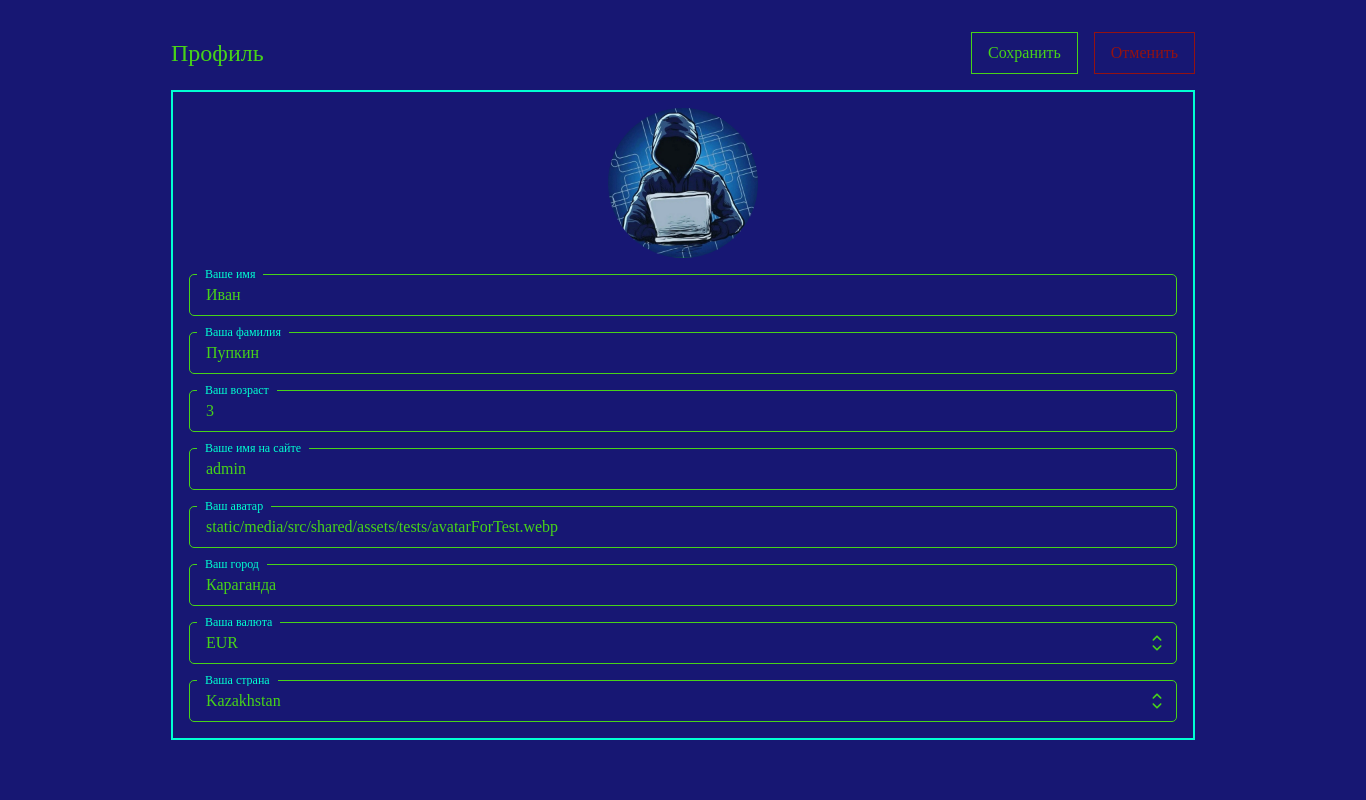 Профиль
Сохранить
Отменить
Ваше имя
Иван
Ваша фамилия
Пупкин
Ваш возраст
3
Ваше имя на сайте
admin
Ваш аватар
static/media/src/shared/assets/tests/avatarForTest.webp
Ваш город
Караганда
Ваша валюта
EUR
Ваша страна
Kazakhstan